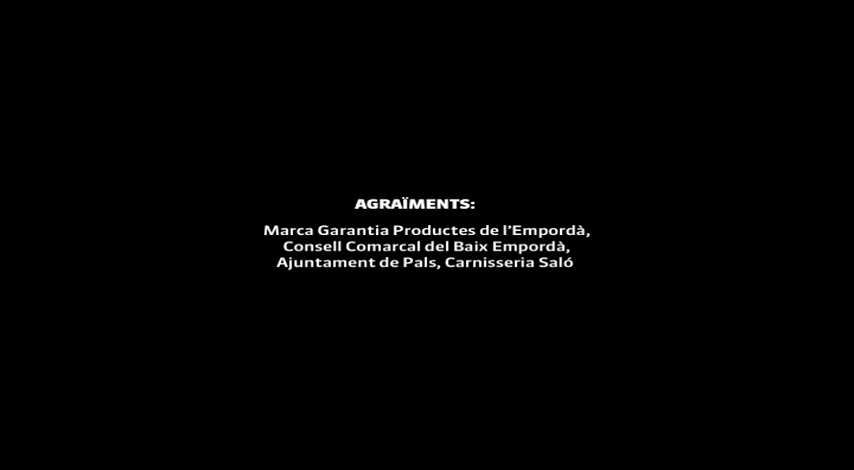 AGRAÏMENTS:
Marca Garantia Productes de l'Empordà,
Consell Comarcal del Baix Empordà,
Ajuntament de Pals, Carnisseria Saló